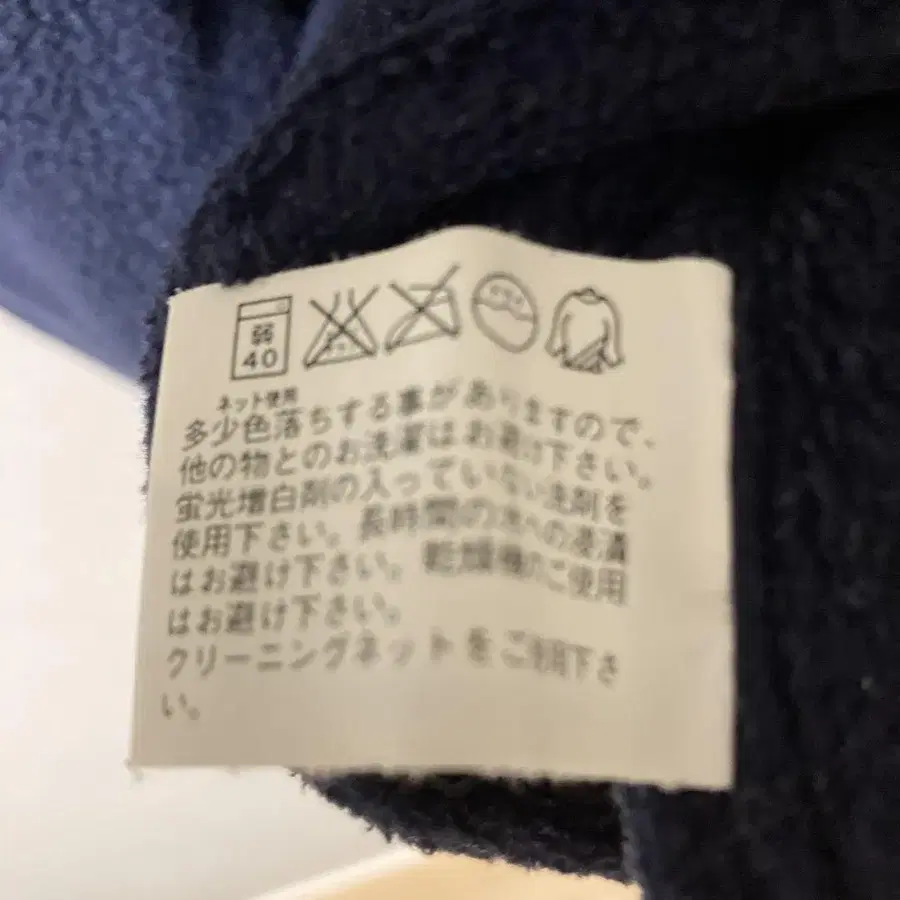 弱
40
ネット使用
多少色落ちする事がありますので、
他の物とのお洗濯はお避け下さい。
蛍光増白剤の入っていない洗剤を
使用下さい。長時間の水への浸漬
はお避け下さい。乾燥機のご使用
はお避け下さい。
クリーニングネットをご利用下さ
い。